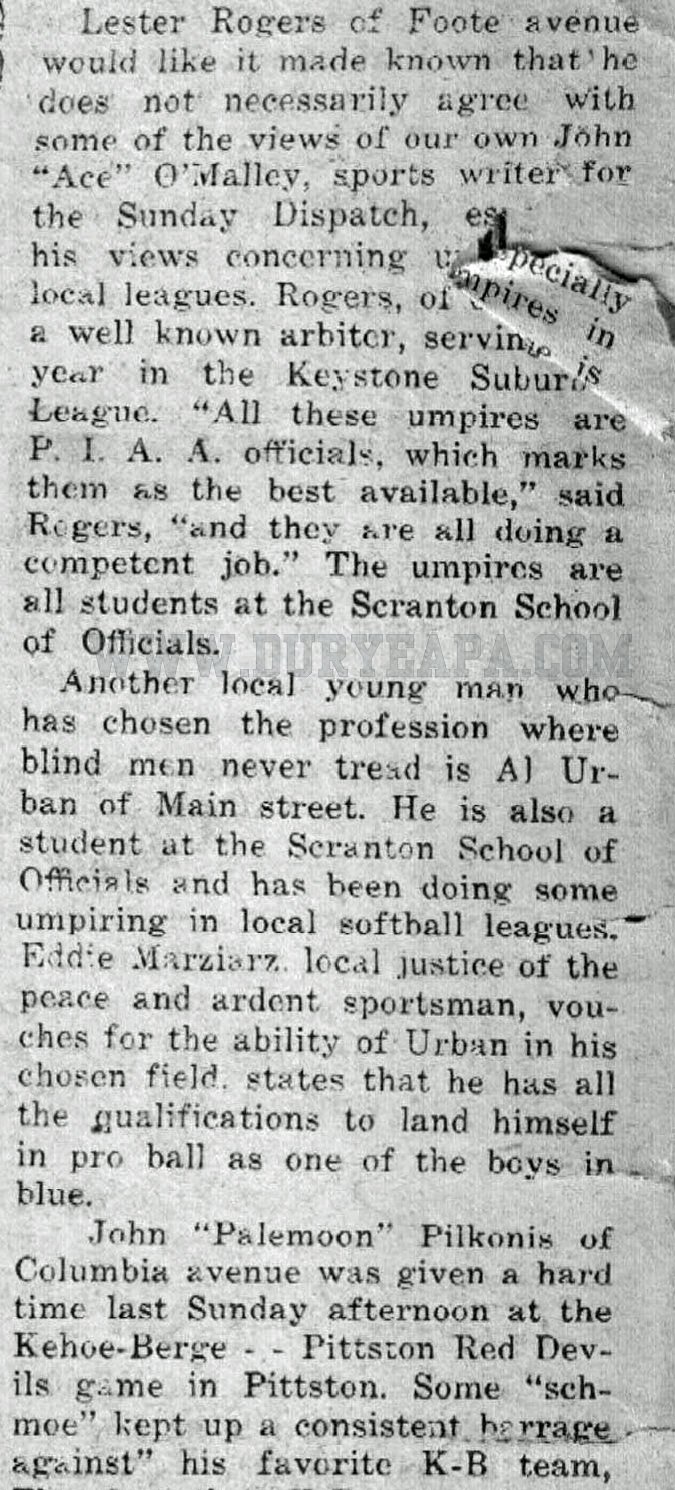 Lester Rogers of Foote avenue
would like it made known that he
does not necessarily agree with
some of the views of our own John
"Ace" O'Malley, sports writer for
the Sunday Dispatch, especially
his views concerning umpires in
local leagues. Rogers, of is
a well known arbiter, serving
year in the Keystone Suburb
League. "All these umpires are
P. I. A. A. officials, which marks
them as the best available," said
Rogers, "and they are all doing a
competent job." The umpires are
all students at the Scranton School
of Officials.
WWW.DURYEAPA.COM
Another local young man who
has chosen the profession where
blind men never tread is Al Ur-
ban of Main street. He is also a
student at the Scranton School of
Officials and has been doing some
umpiring in local softball leagues.
Eddie Marziarz, local justice of the
peace and ardent sportsman, vou-
ches for the ability of Urban in his
chosen field, states that he has all
the qualifications to land himself
in pro ball as one of the boys in
blue.
John "Palemoon" Pilkonis of
Columbia avenue was given a hard
time last Sunday afternoon at the
Kehoe-Berge - - Pittston Red Dev-
ils game in Pittston. Some "sch-
moe" kept up a consistent barrage
against" his favorite K-B team,